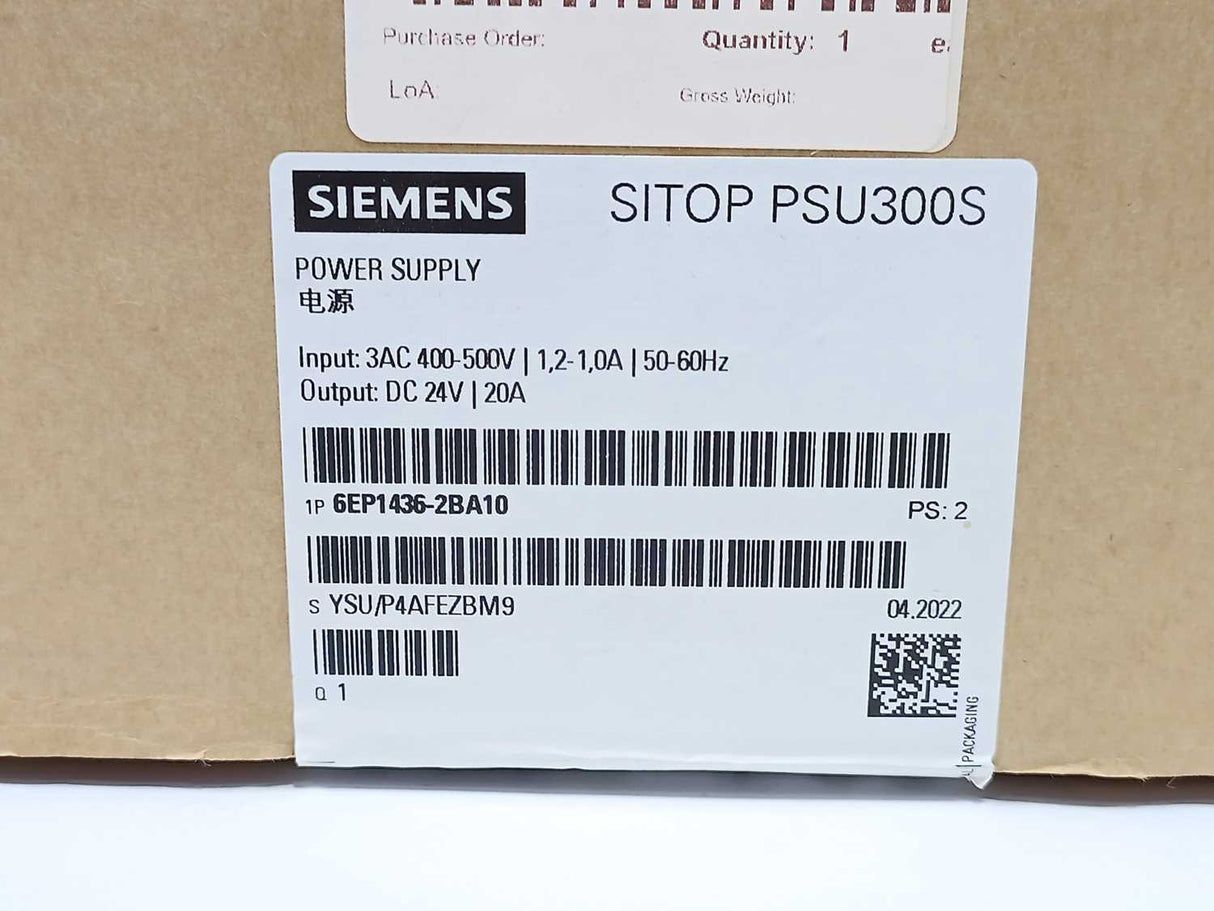 Purchase Order:
Quantity: 1
LoA:
Gross Weight:
SIEMENS
SITOP PSU300S
POWER SUPPLY
电源
Input: 3AC 400-500V | 1,2-1,0A | 50-60Hz
Output: DC 24V | 20A
1P 6EP1436-2BA10
PS: 2
S YSU/P4AFEZBM9
04.2022
Q 1
PACKAGING